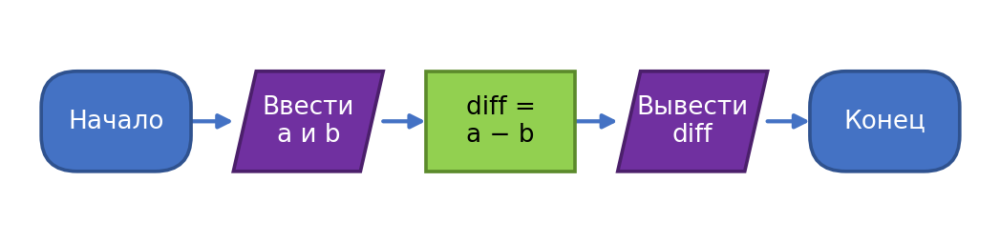 Начало
Ввести
a и b
diff =
a − b
Вывести
diff
Конец